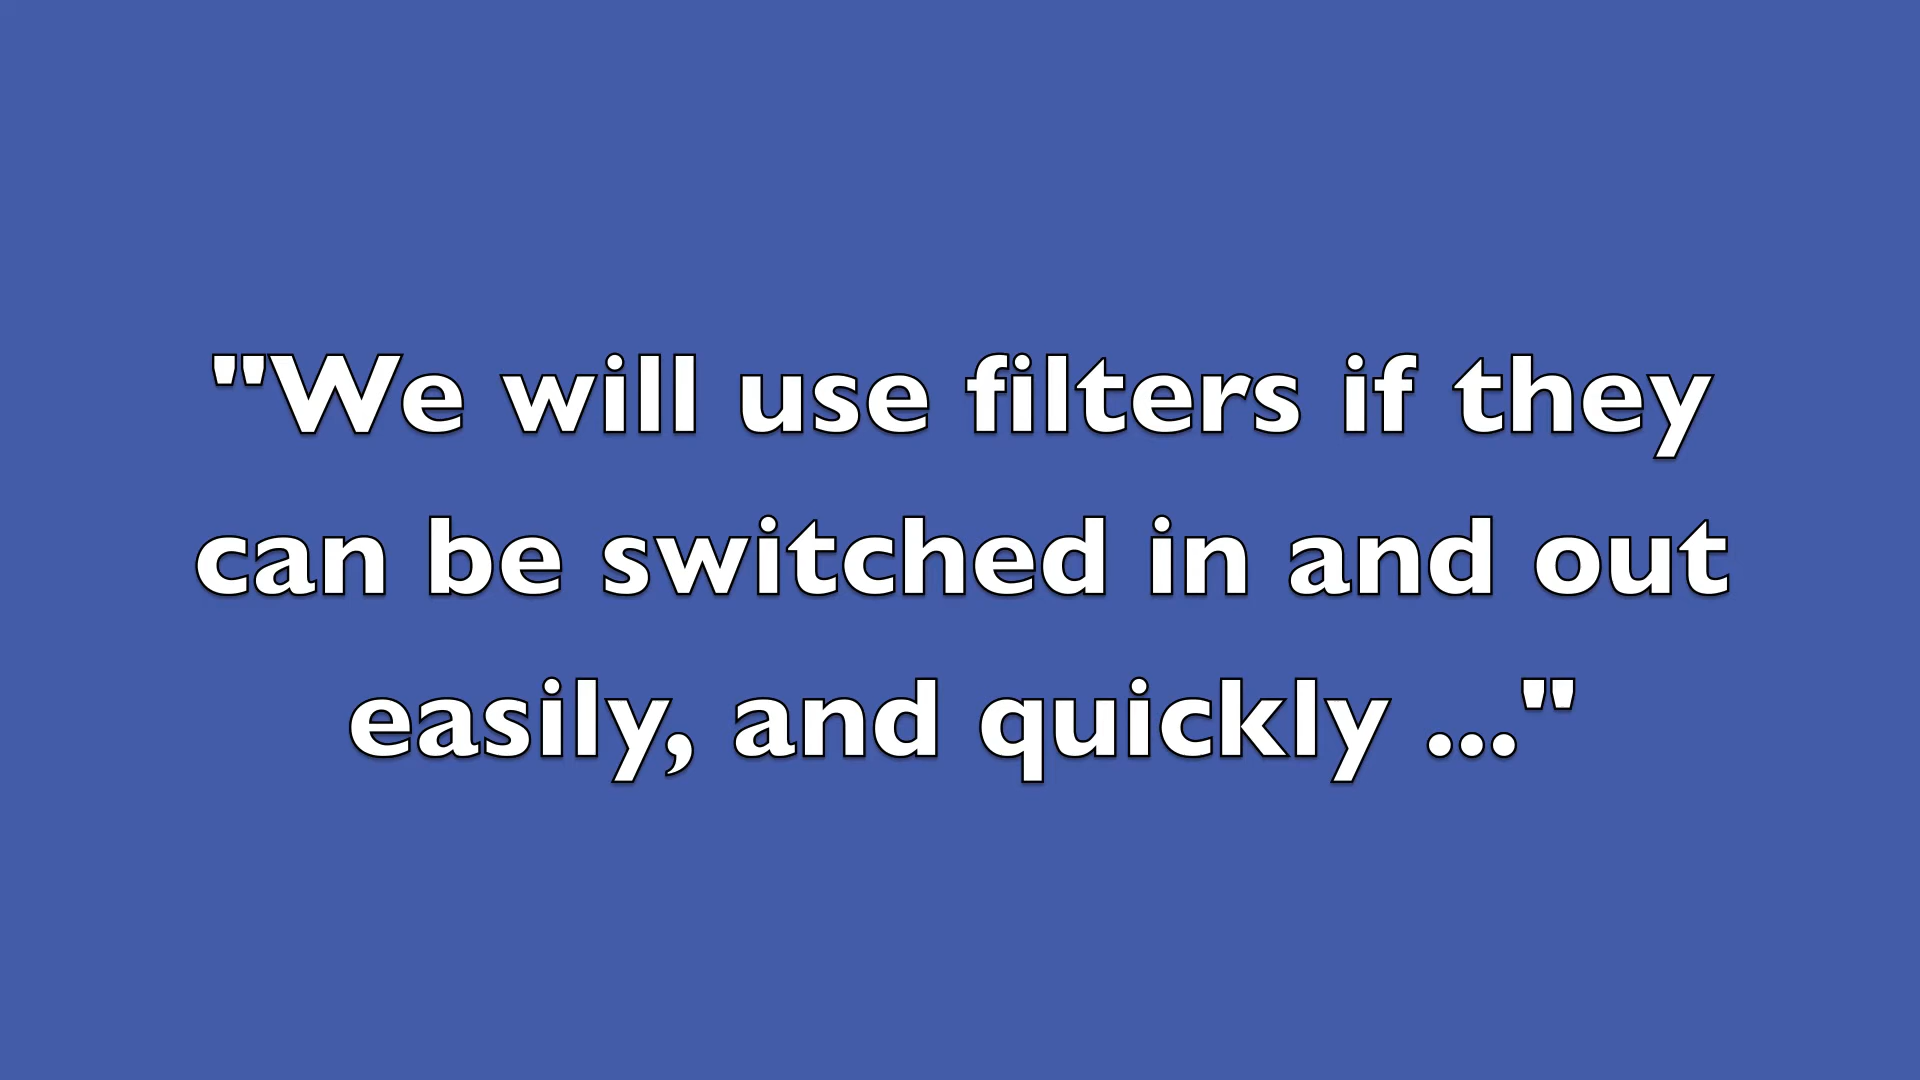 "We will use filters if they
can be switched in and out
easily, and quickly ..."